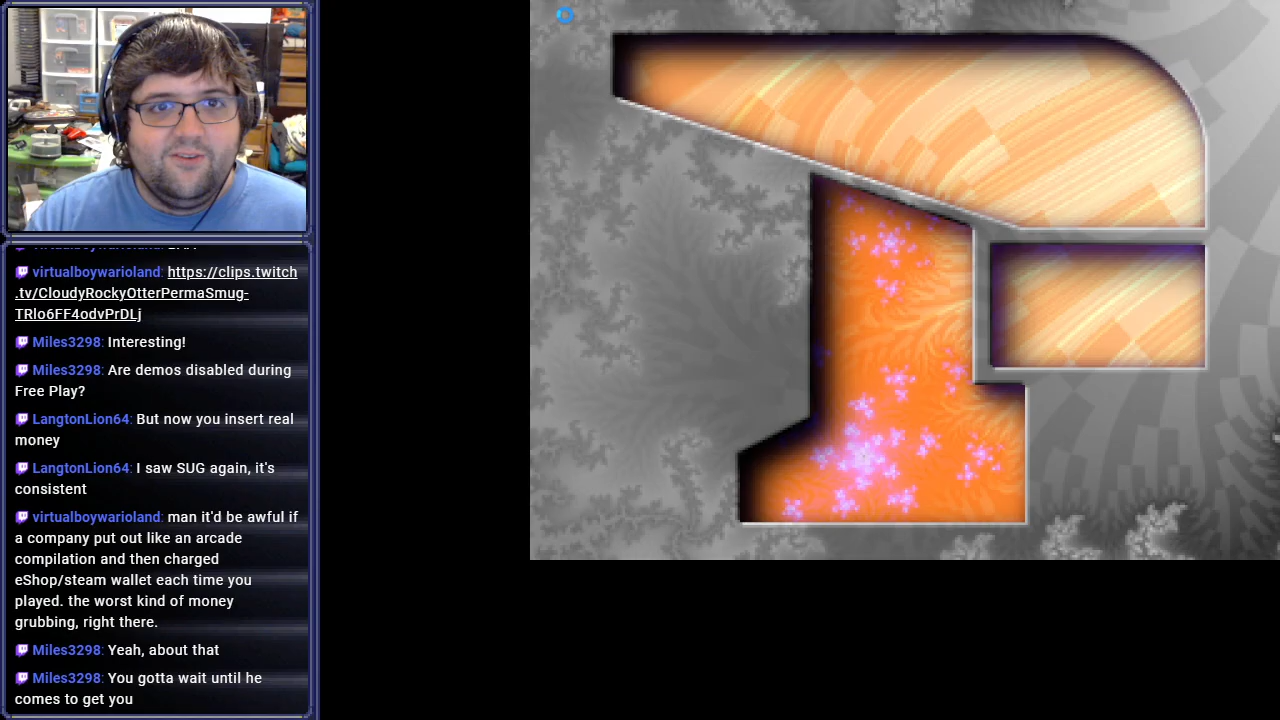 virtualboywarioland: https://clips.twitch
.tv/CloudyRockyOtterPermaSmug-
TRlo6FF4odvPrDLj
Miles3298: Interesting!
Miles3298: Are demos disabled during
Free Play?
LangtonLion64: But now you insert real
money
LangtonLion64: I saw SUG again, it's
consistent
virtualboywarioland: man it'd be awful if
a company put out like an arcade
compilation and then charged
eShop/steam wallet each time you
played. the worst kind of money
grubbing, right there.
Miles3298: Yeah, about that
Miles3298: You gotta wait until he
comes to get you